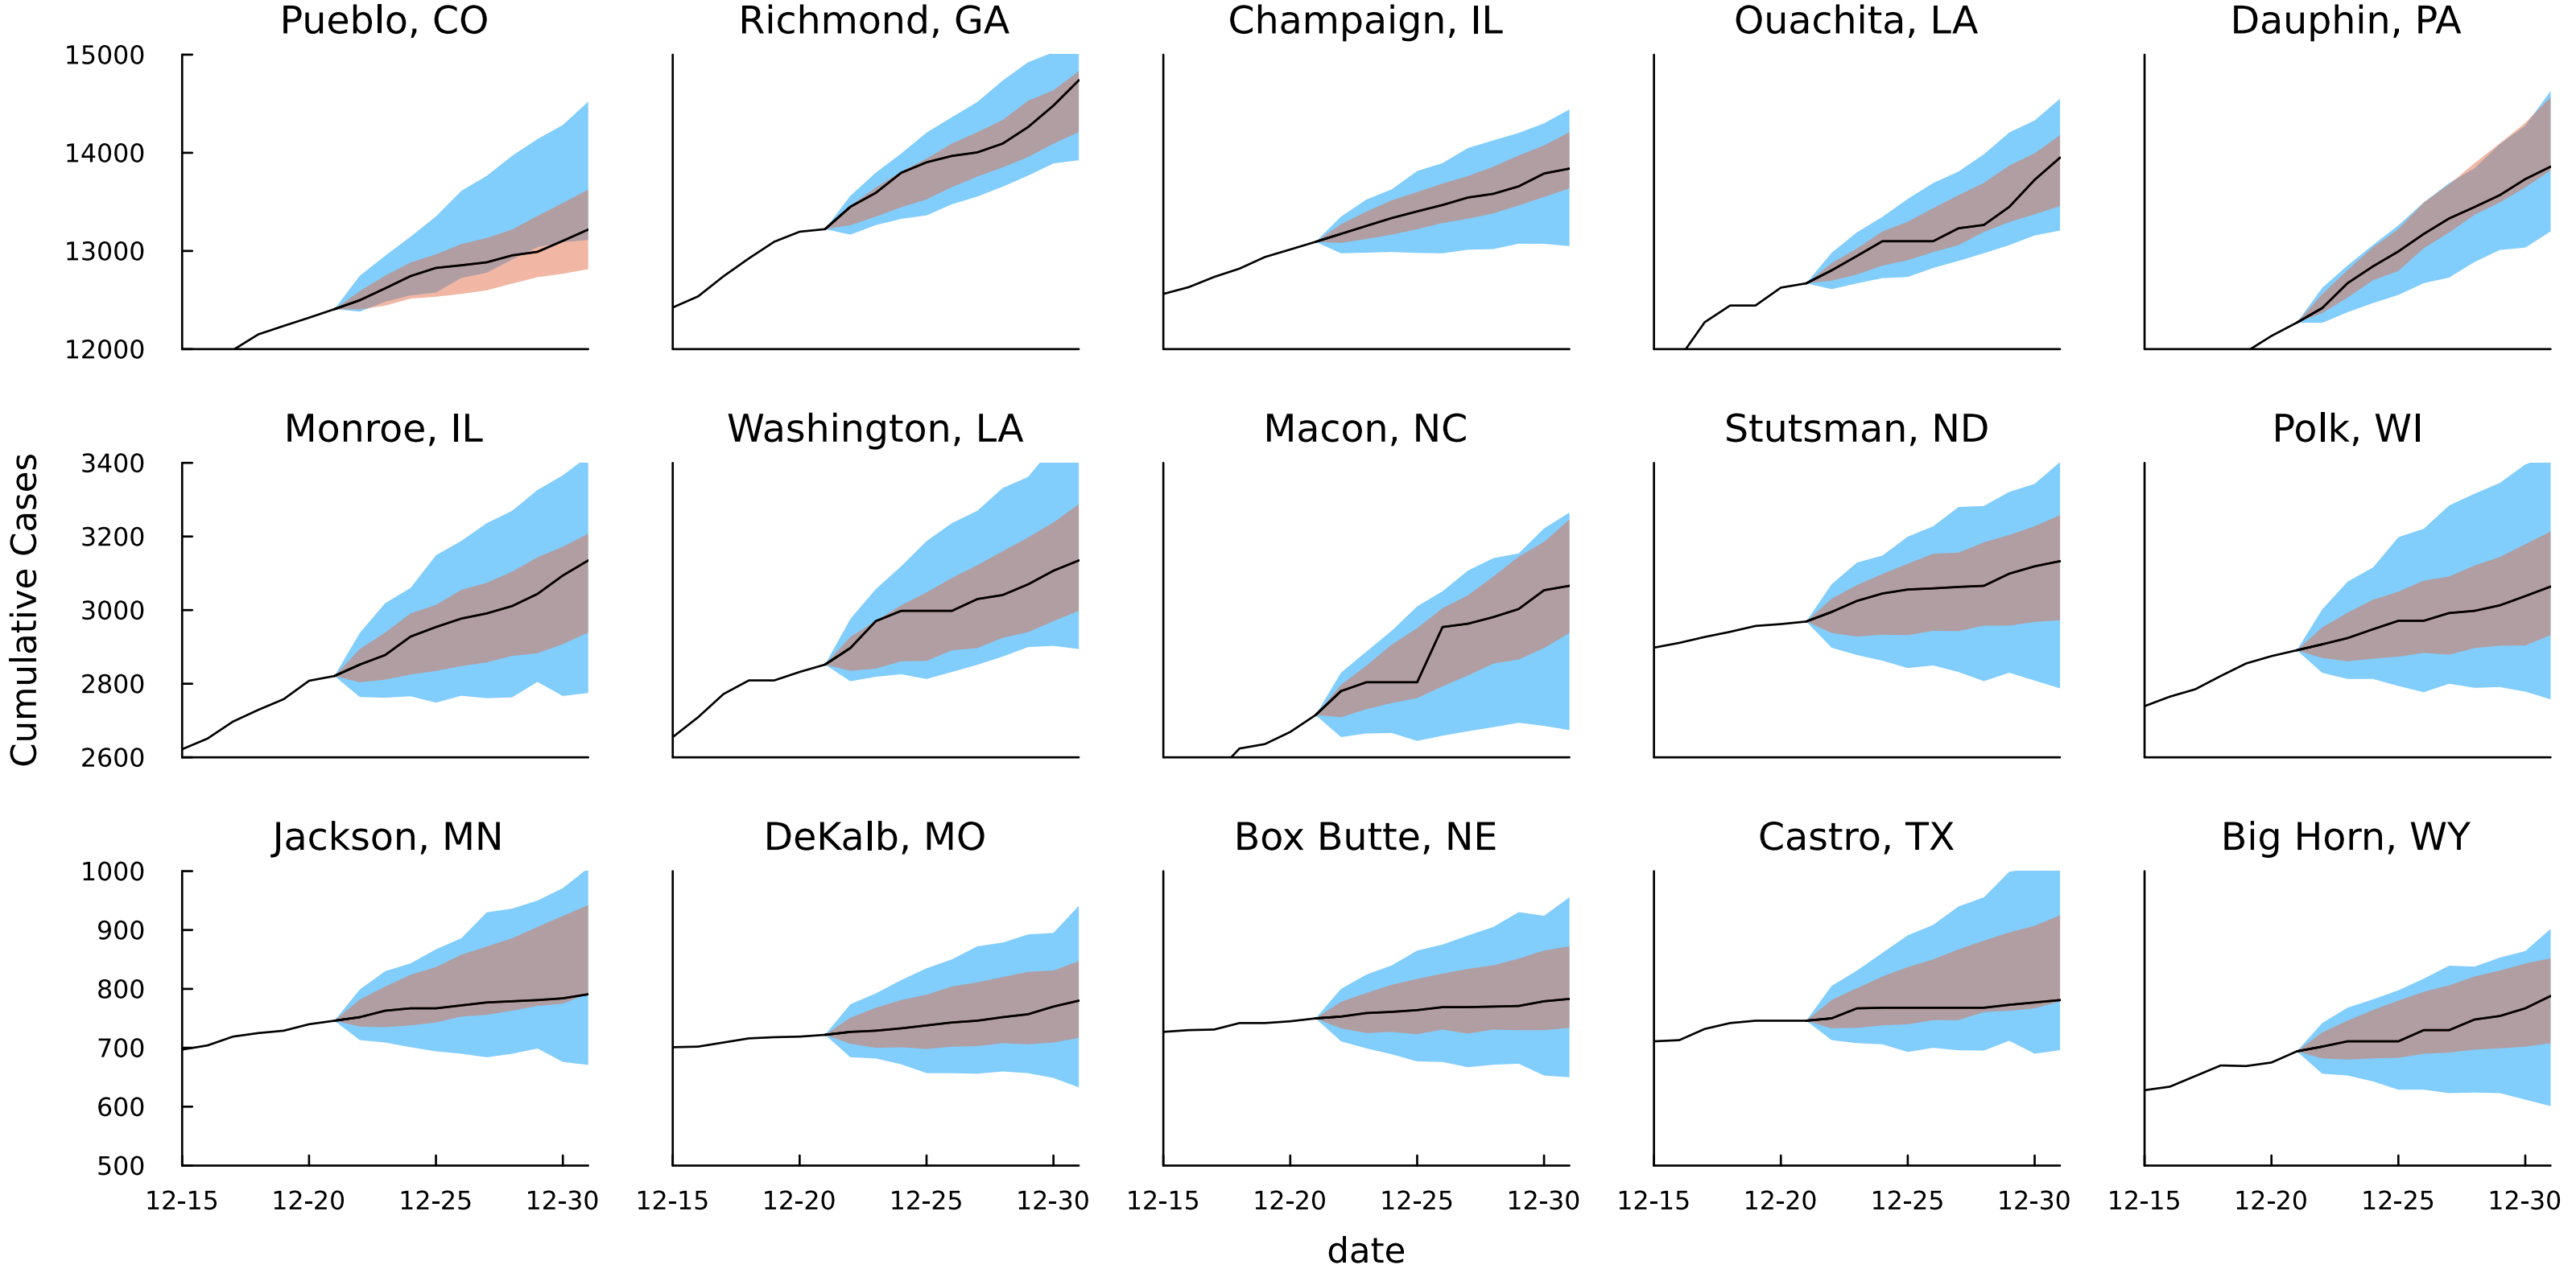 Pueblo, CO
Richmond, GA
Champaign, IL
Ouachita, LA
Dauphin, PA
15000
14000
13000
12000
Monroe, IL
Washington, LA
Macon, NC
Stutsman, ND
Polk, WI
Cumulative Cases
3400
3200
3000
2800
2600
Jackson, MN
DeKalb, MO
Box Butte, NE
Castro, TX
Big Horn, WY
1000
900
800
700
600
500
12-15 12-20 12-25 12-30
12-15 12-20 12-25 12-30
12-15 12-20 12-25 12-30
12-15 12-20 12-25 12-30
12-15 12-20 12-25 12-30
date